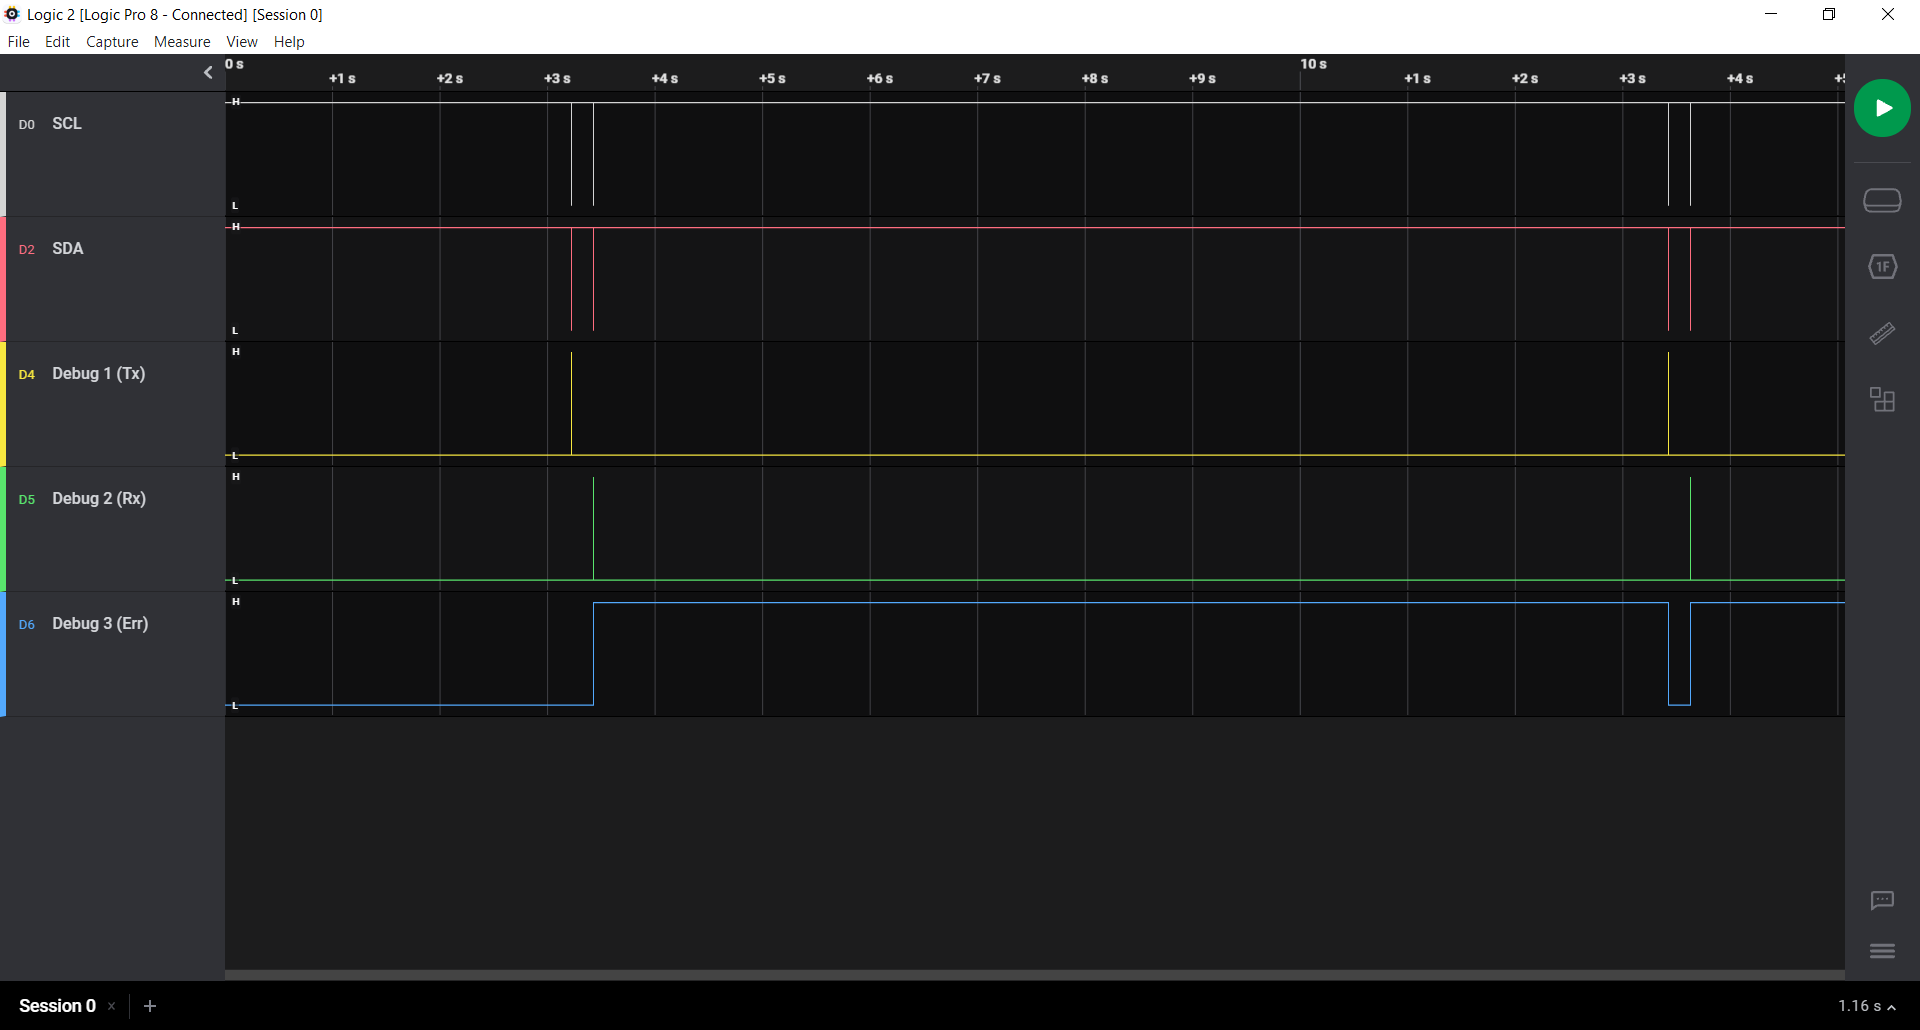 Logic 2 [Logic Pro 8 - Connected] [Session 0]
File Edit Capture Measure View Help
0 s 10 s
+1 s +2 s +3 s +4 s +5 s +6 s +7 s +8 s +9 s +1 s +2 s +3 s +4 s +5
H
D0 SCL
L
H
D2 SDA
L
H
D4 Debug 1 (Tx)
L
H
D5 Debug 2 (Rx)
L
H
D6 Debug 3 (Err)
L
1F
Session 0 × +
1.16 s